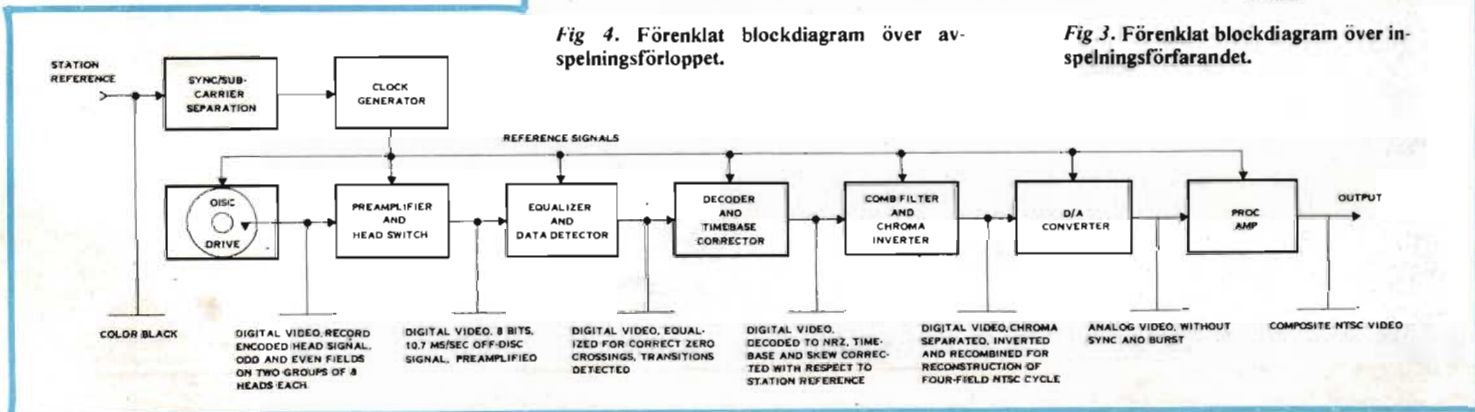 Fig 4. Förenklat blockdiagram över av-
spelningsförloppet.
Fig 3. Förenklat blockdiagram över in-
spelningsförfarandet.
STATION
REFERENCE
SYNC/SUB-
CARRIER
SEPARATION
CLOCK
GENERATOR
REFERENCE SIGNALS
DISC
DRIVE
PREAMPLIFIER
AND
HEAD SWITCH
EQUALIZER
AND
DATA DETECTOR
DECODER
AND
TIMEBASE
CORRECTOR
COMB FILTER
AND
CHROMA
INVERTER
D/A
CONVERTER
PROC
AMP
OUTPUT
COLOR BLACK
DIGITAL VIDEO, RECORD
ENCODED HEAD SIGNAL,
ODD AND EVEN FIELDS
ON TWO GROUPS OF 8
HEADS EACH
DIGITAL VIDEO, 8 BITS,
10.7 MS/SEC OFF-DISC
SIGNAL, PREAMPLIFIED
DIGITAL VIDEO, EQUAL-
IZED FOR CORRECT ZERO
CROSSINGS, TRANSITIONS
DETECTED
DIGITAL VIDEO,
DECODED TO NRZ, TIME-
BASE AND SKEW CORREC-
TED WITH RESPECT TO
STATION REFERENCE
DIGITAL VIDEO, CHROMA
SEPARATED, INVERTED
AND RECOMBINED FOR
RECONSTRUCTION OF
FOUR-FIELD NTSC CYCLE
ANALOG VIDEO, WITHOUT
SYNC AND BURST
COMPOSITE NTSC VIDEO